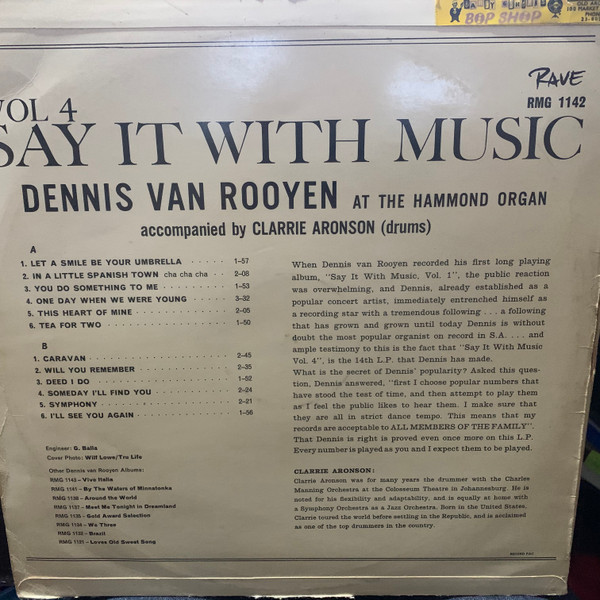 BOP SHOP
RAVE
RMG 1142
VOL 4
SAY IT WITH MUSIC
DENNIS VAN ROOYEN AT THE HAMMOND ORGAN
accompanied by CLARRIE ARONSON (drums)
A
1. LET A SMILE BE YOUR UMBRELLA ..... 1–57
2. IN A LITTLE SPANISH TOWN cha cha cha .. 2–08
3. YOU DO SOMETHING TO ME ........ 1–53
4. ONE DAY WHEN WE WERE YOUNG .... 3–32
5. THIS HEART OF MINE ........... 2–05
6. TEA FOR TWO ............... 1–50
B
1. CARAVAN ................. 2–45
2. WILL YOU REMEMBER ........... 2–35
3. DEED I DO ................ 1–52
4. SOMEDAY I'LL FIND YOU .......... 2–24
5. SYMPHONY ................ 2–21
6. I'LL SEE YOU AGAIN ............ 1–56
Engineer: G. Balla
Cover Photo: Wilf Lowe/Tru Life
Other Dennis van Rooyen Albums:
RMG 1143 – Viva Italia
RMG 1141 – By The Waters of Minnetonka
– Around the World
RMG 1137 – Meet Me Tonight in Dreamland
– Gold Award Selection
– We Three
– Brazil
– Loves Old Sweet Song
When Dennis van Rooyen recorded his first long playing
album, "Say It With Music, Vol. 1", the public reaction
was overwhelming, and Dennis, already established as a
popular concert artist, immediately entrenched himself as
a recording star with a tremendous following . . . a following
that has grown and grown until today Dennis is without
doubt the most popular organist on record in S.A. . . . and
ample testimony to this is the fact that "Say It With Music
Vol. 4", is the 14th L.P. that Dennis has made.
What is the secret of Dennis' popularity? Asked this ques-
tion, Dennis answered, "first I choose popular numbers that
have stood the test of time, and then attempt to play them
as I feel the public likes to hear them. I make sure that
they are all in strict dance tempo. This means that my
records are acceptable to ALL MEMBERS OF THE FAMILY".
That Dennis is right is proved even once more on this L.P.
Every number is played as you and I expect them to be played.
CLARRIE ARONSON:
Clarrie Aronson was for many years the drummer with the Charles
Manning Orchestra at the Colosseum Theatre in Johannesburg. He is
noted for his flexibility and adaptability, and is equally at home with
a Symphony Orchestra as a Jazz Orchestra. Born in the United States,
Clarrie toured the world before settling in the Republic, and is acclaimed
as one of the top drummers in the country.